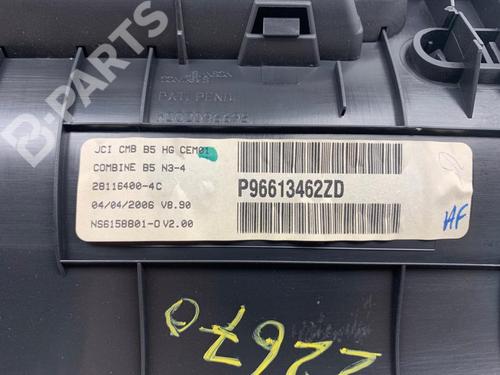 B-PARTS
PAT. PEND.
JCI CMB B5 HG CEM01
COMBINE B5 N3-4
28116400-4C
04/04/2006 V8.90
NS6158801-0 V2.00
P96613462ZD
AF
22670